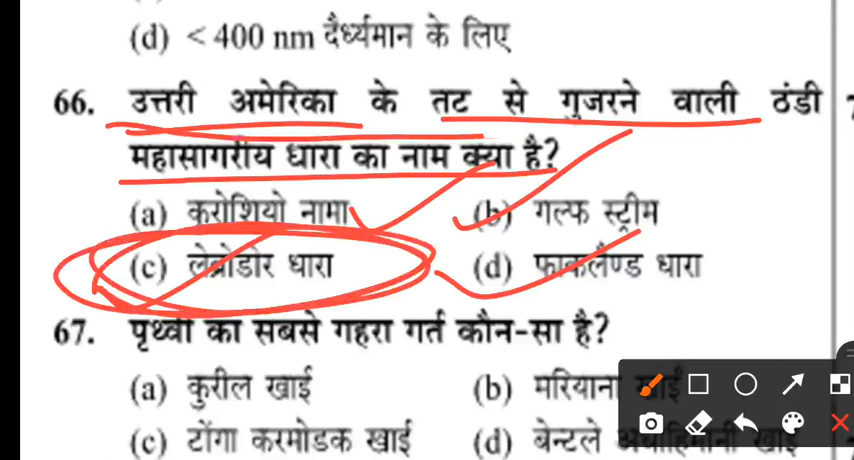 (d) < 400 nm दैर्ध्यमान के लिए
66. उत्तरी अमेरिका के तट से गुजरने वाली ठंडी
महासागरीय धारा का नाम क्या है?
(a) करोशियो नामा (b) गल्फ स्ट्रीम
(c) लेब्रोडोर धारा (d) फाकलैण्ड धारा
67. पृथ्वी का सबसे गहरा गर्त कौन-सा है?
(a) कुरील खाई (b) मरियाना खाई
(c) टोंगा करमोडक खाई (d) बेन्टले खाई